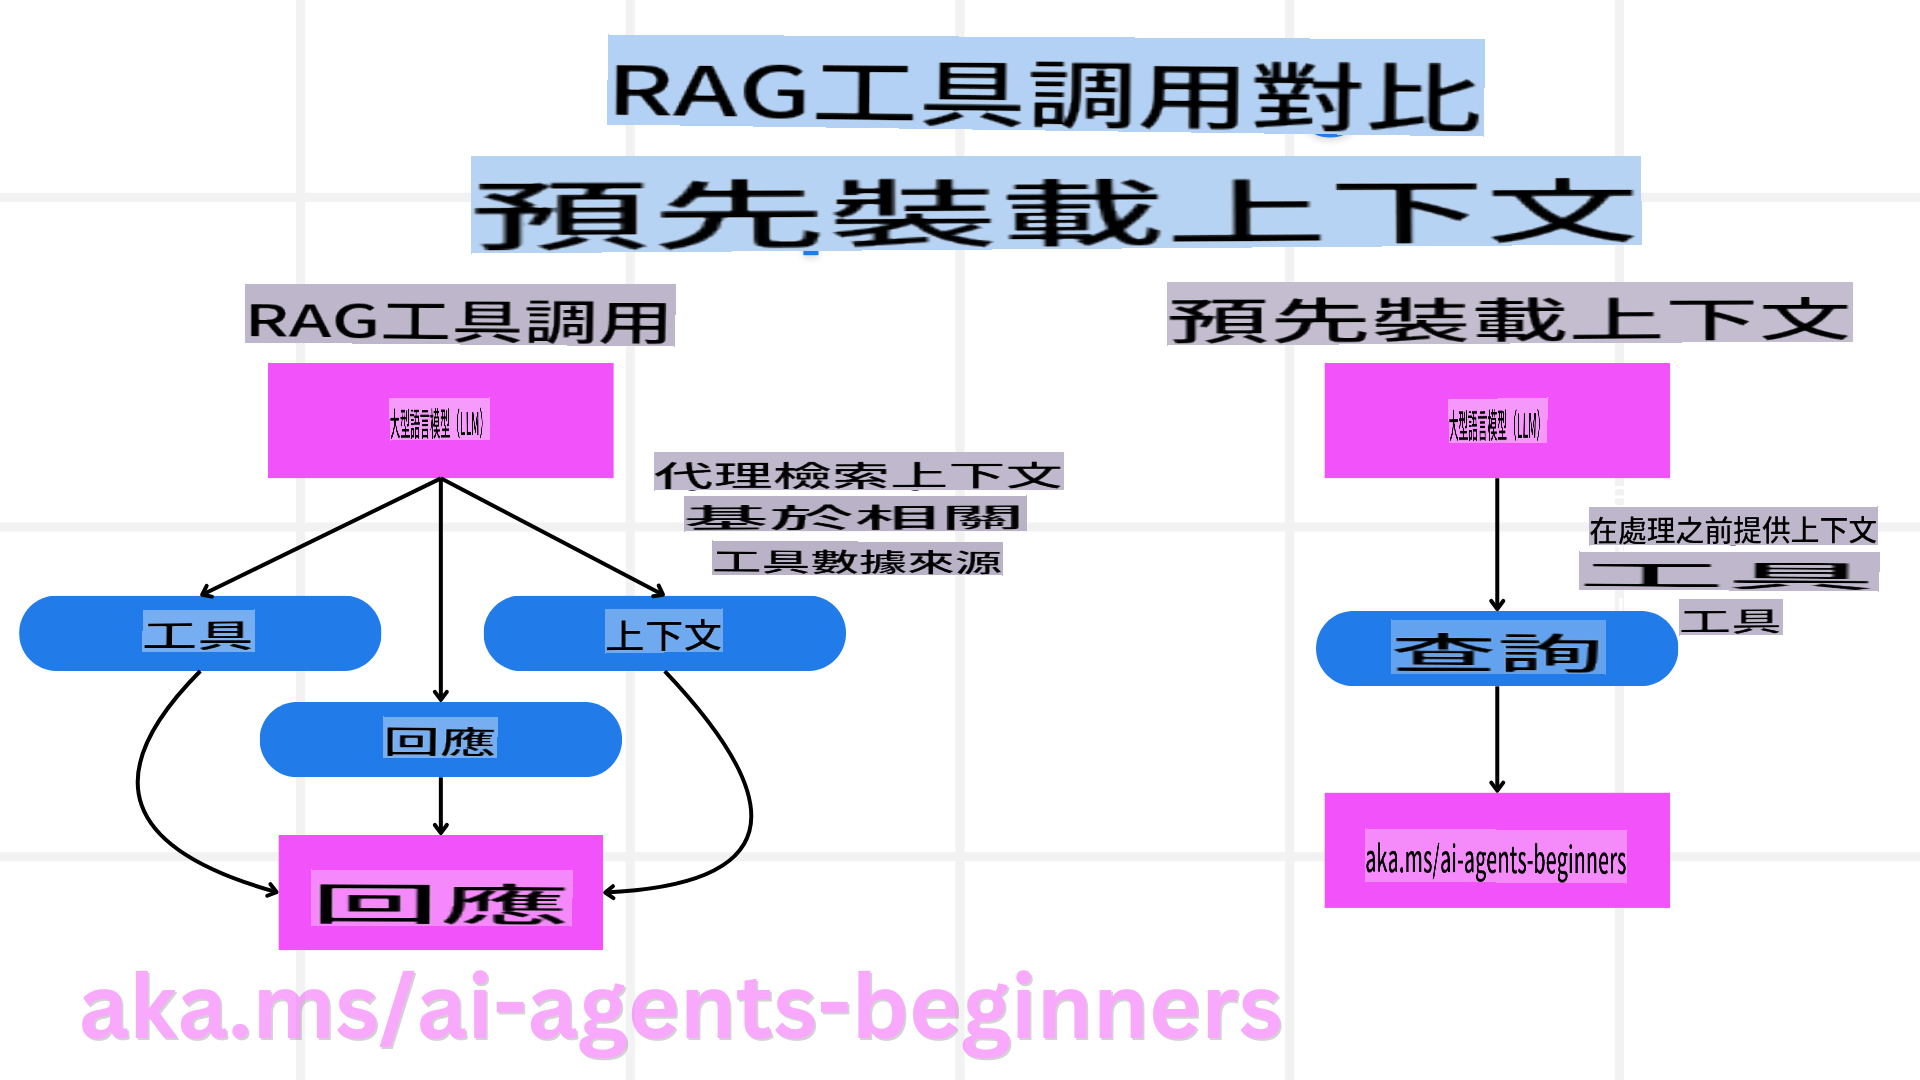 RAG工具調用對比
預先裝載上下文
RAG工具調用
大型語言模型（LLM）
代理檢索上下文
基於相關
工具數據來源
工具
上下文
回應
回應
預先裝載上下文
大型語言模型（LLM）
在處理之前提供上下文
工具
工具
查詢
aka.ms/ai-agents-beginners
aka.ms/ai-agents-beginners